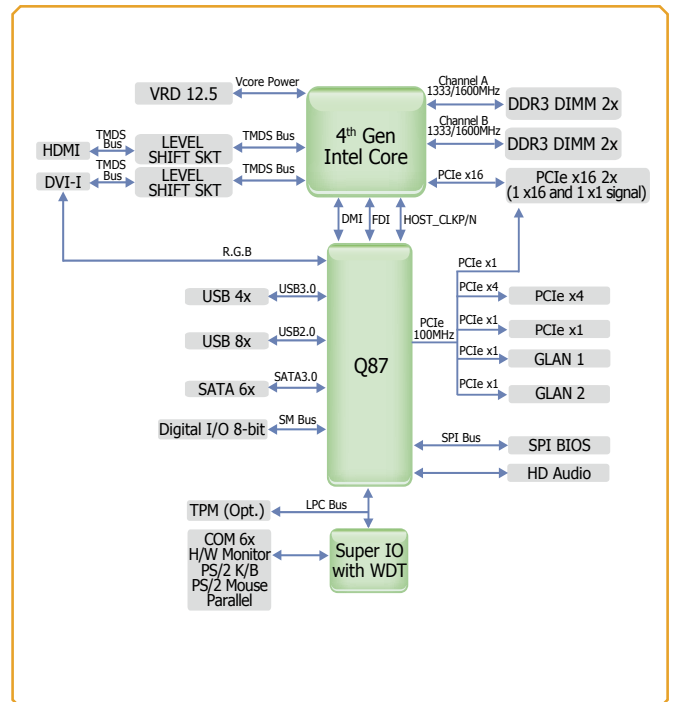 VRD 12.5
Vcore Power
4th Gen
Intel Core
Channel A
1333/1600MHz
DDR3 DIMM 2x
Channel B
1333/1600MHz
DDR3 DIMM 2x
HDMI
TMDS
Bus
LEVEL
SHIFT SKT
TMDS Bus
DVI-I
TMDS
Bus
LEVEL
SHIFT SKT
TMDS Bus
PCIe x16
PCIe x16 2x
(1 x16 and 1 x1 signal)
DMI
FDI
HOST_CLKP/N
R.G.B
Q87
USB 4x
USB3.0
USB 8x
USB2.0
SATA 6x
SATA3.0
Digital I/O 8-bit
SM Bus
PCIe
100MHz
PCIe x1
PCIe x4
PCIe x4
PCIe x1
PCIe x1
PCIe x1
GLAN 1
PCIe x1
GLAN 2
SPI Bus
SPI BIOS
HD Audio
TPM (Opt.)
LPC Bus
COM 6x
H/W Monitor
PS/2 K/B
PS/2 Mouse
Parallel
Super IO
with WDT